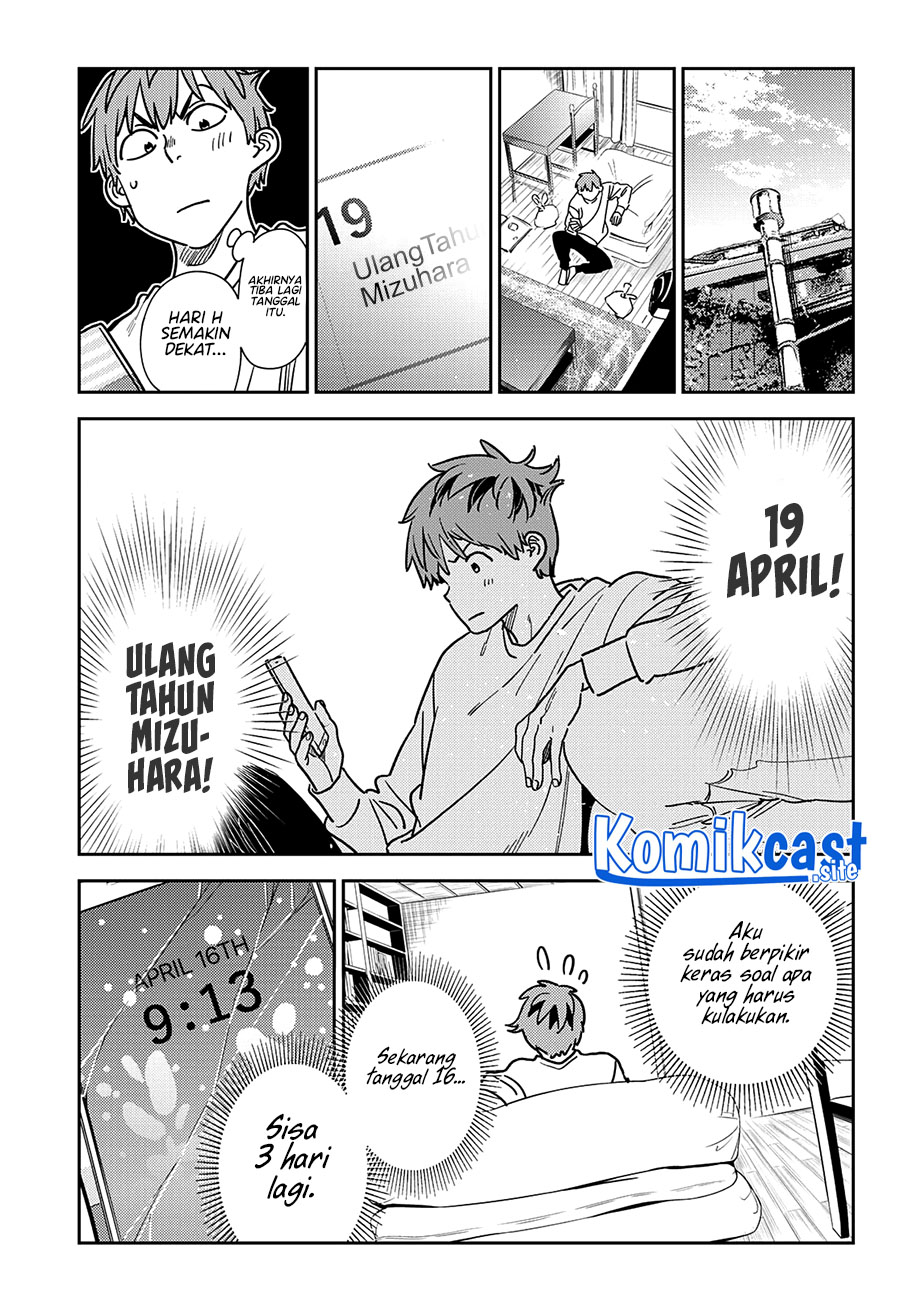 19
Ulang Tahu
Mizuhara
AKHIRNYA
TIBA LAGI
TANGGAL
ITU.
HARI H
SEMAKIN
DEKAT...
19
APRIL!
ULANG
TAHUN
MIZU-
HARA!
Komikcast
.site
Aku
sudah berpikir
keras soal apa
yang harus
kulakukan.
Sekarang
tanggal 16...
Sisa
3 hari
lagi.
APRIL 16TH
9:13